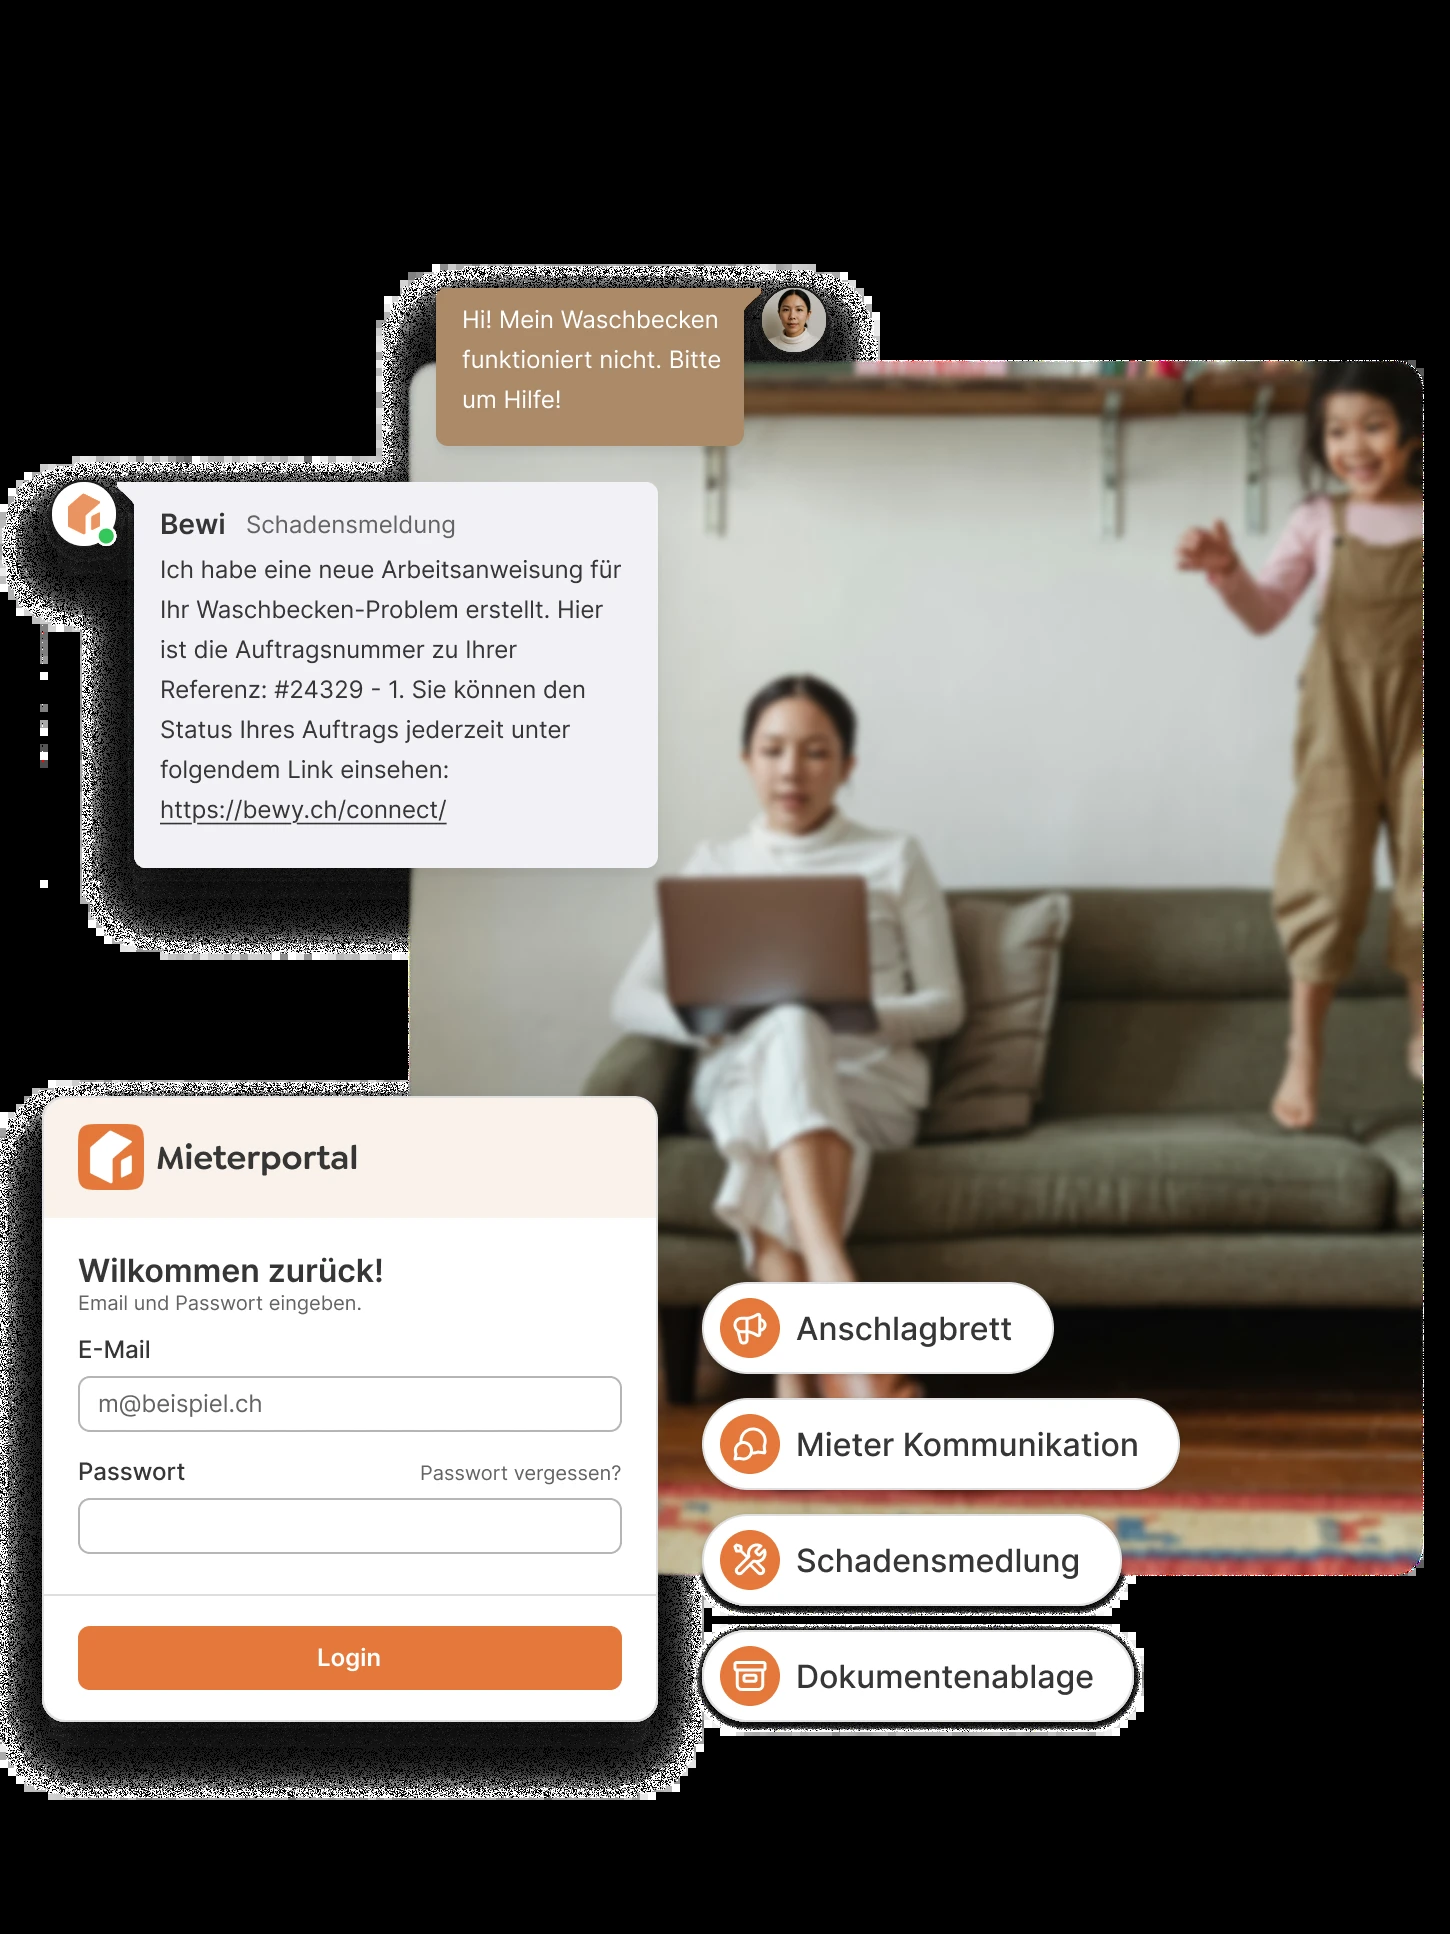 Hi! Mein Waschbecken
funktioniert nicht. Bitte
um Hilfe!
Bewi Schadensmeldung
Ich habe eine neue Arbeitsanweisung für
Ihr Waschbecken-Problem erstellt. Hier
ist die Auftragsnummer zu Ihrer
Referenz: #24329 - 1. Sie können den
Status Ihres Auftrags jederzeit unter
folgendem Link einsehen:
https://bewy.ch/connect/
Mieterportal
Wilkommen zurück!
Email und Passwort eingeben.
E-Mail
m@beispiel.ch
Passwort Passwort vergessen?
Login
Anschlagbrett
Mieter Kommunikation
Schadensmedlung
Dokumentenablage